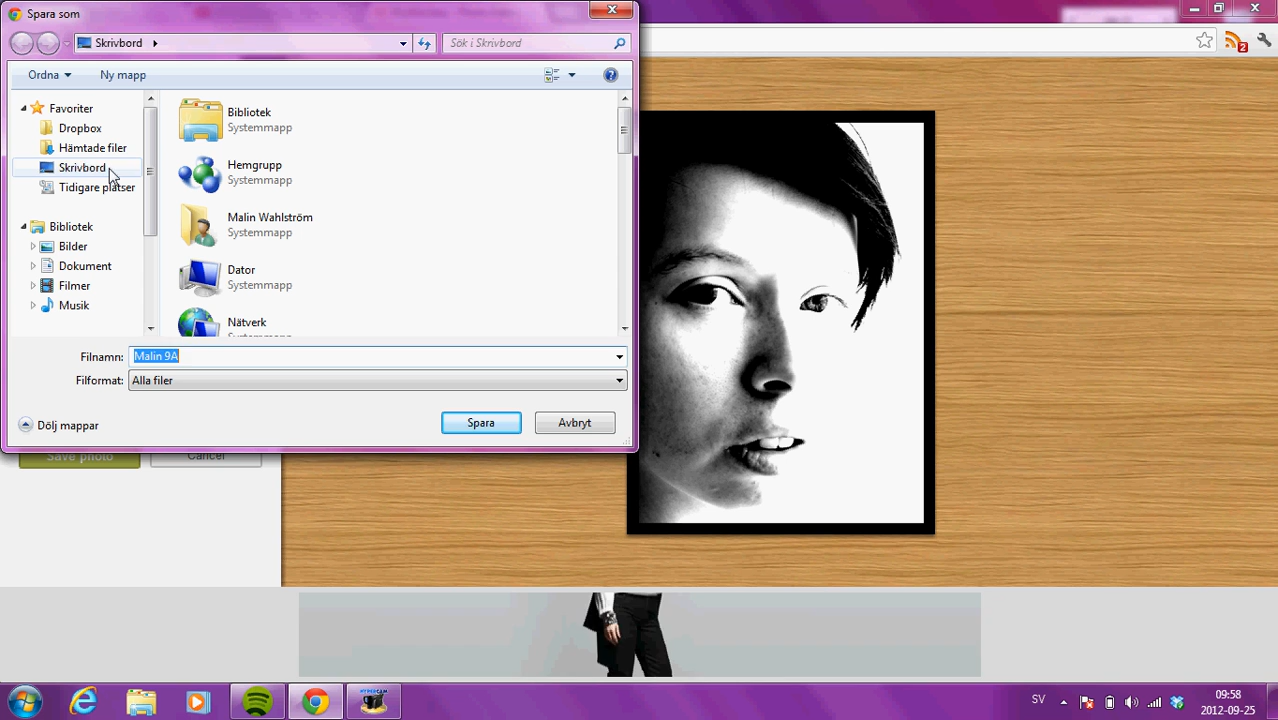 Spara som
Skrivbord
Sök i Skrivbord
2
Ordna
Ny mapp
?
Favoriter
Dropbox
Hämtade filer
Skrivbord
Tidigare platser
Bibliotek
Bilder
Dokument
Filmer
Musik
Bibliotek
Systemmapp
Hemgrupp
Systemmapp
Malin Wahlström
Systemmapp
Dator
Systemmapp
Nätverk
Filnamn: Malin 9A
Filformat: Alla filer
Dölj mappar
Spara
Avbryt
Save photo
Cancel
HYPERCAM
SV
09:58
2012-09-25